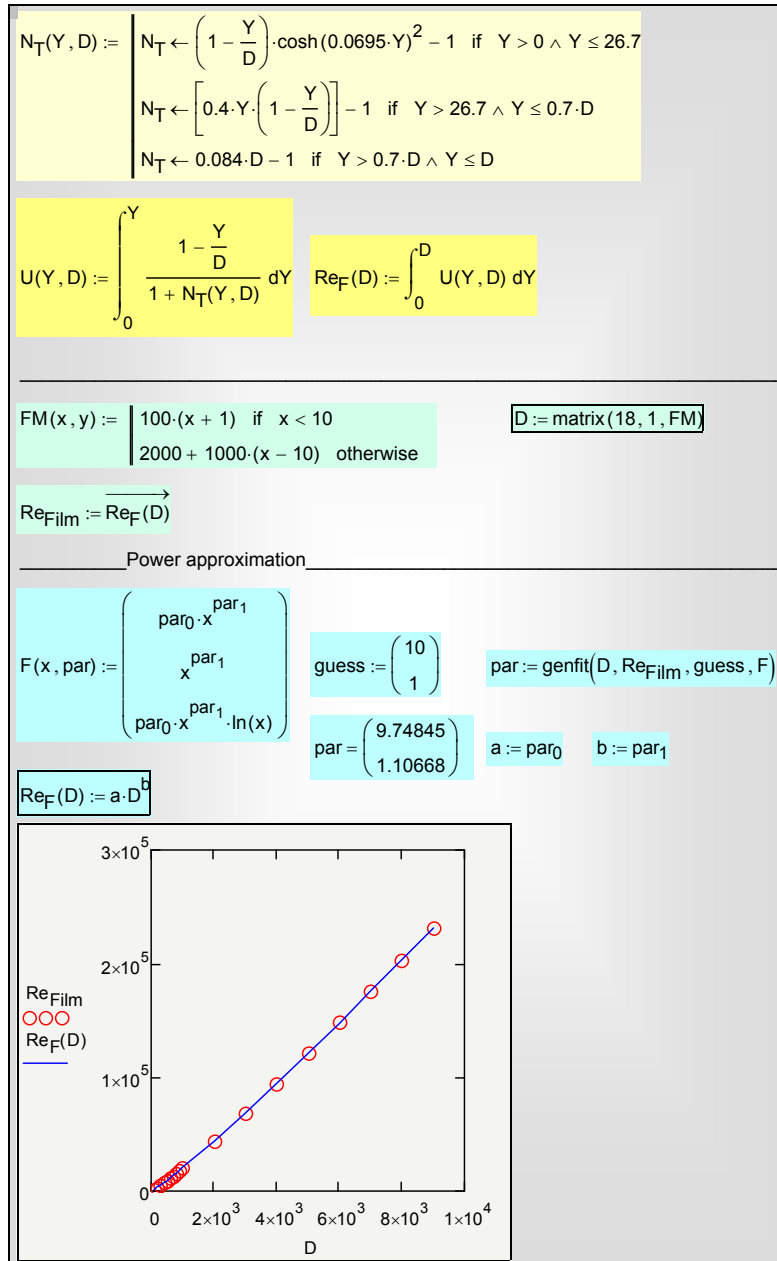 N_T(Y, D) := | N_T ← (1 − Y/D)·cosh(0.0695·Y)^2 − 1 if Y > 0 ∧ Y ≤ 26.7
N_T ← [0.4·Y·(1 − Y/D)] − 1 if Y > 26.7 ∧ Y ≤ 0.7·D
N_T ← 0.084·D − 1 if Y > 0.7·D ∧ Y ≤ D
U(Y, D) := ∫_0^Y (1 − Y/D)/(1 + N_T(Y, D)) dY Re_F(D) := ∫_0^D U(Y, D) dY
FM(x, y) := | 100·(x + 1) if x < 10 D := matrix(18, 1, FM)
2000 + 1000·(x − 10) otherwise
Re_Film := Re_F(D)
Power approximation
F(x, par) := (par_0·x^par_1
x^par_1
par_0·x^par_1·ln(x)) guess := (10 1) par := genfit(D, Re_Film, guess, F)
par = (9.74845 1.10668) a := par_0 b := par_1
Re_F(D) := a·D^b
3×10^5
2×10^5
Re_Film
Re_F(D)
1×10^5
0
0 2×10^3 4×10^3 6×10^3 8×10^3 1×10^4
D